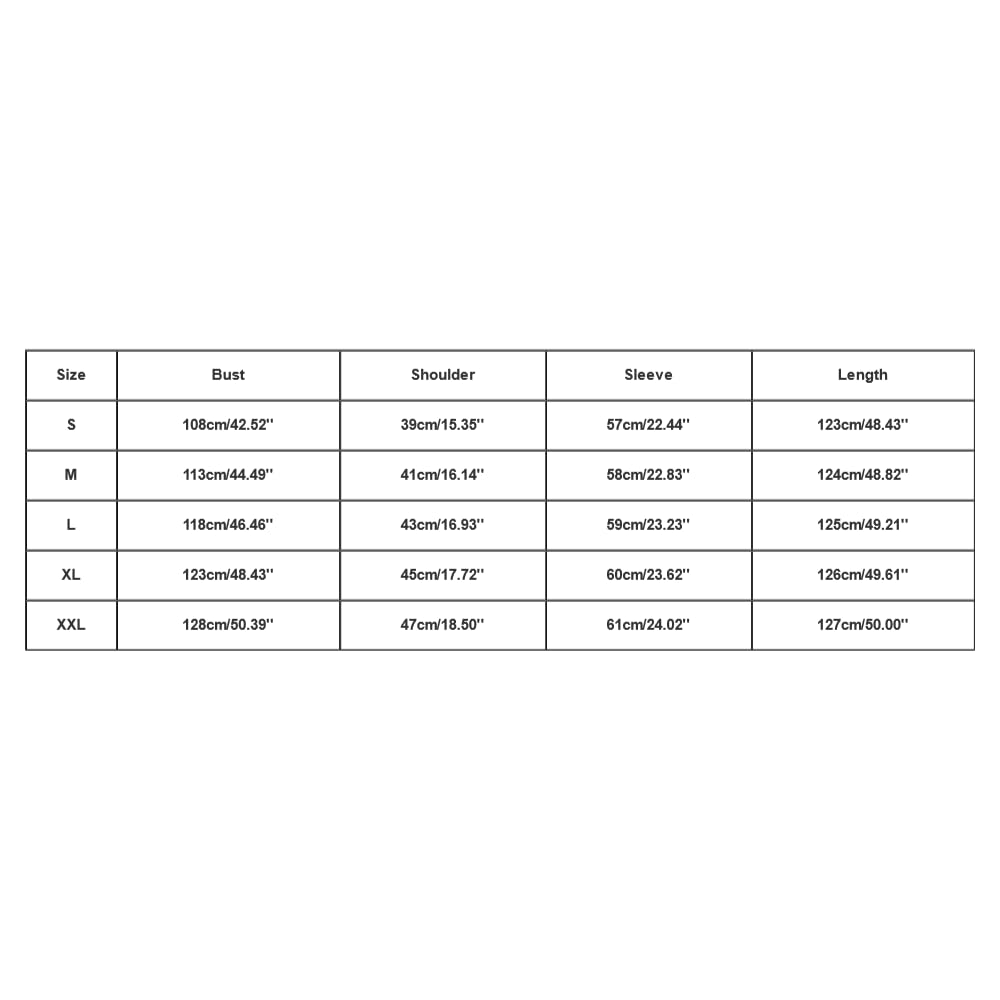 Size Bust Shoulder Sleeve Length
S 108cm/42.52'' 39cm/15.35'' 57cm/22.44'' 123cm/48.43''
M 113cm/44.49'' 41cm/16.14'' 58cm/22.83'' 124cm/48.82''
L 118cm/46.46'' 43cm/16.93'' 59cm/23.23'' 125cm/49.21''
XL 123cm/48.43'' 45cm/17.72'' 60cm/23.62'' 126cm/49.61''
XXL 128cm/50.39'' 47cm/18.50'' 61cm/24.02'' 127cm/50.00''